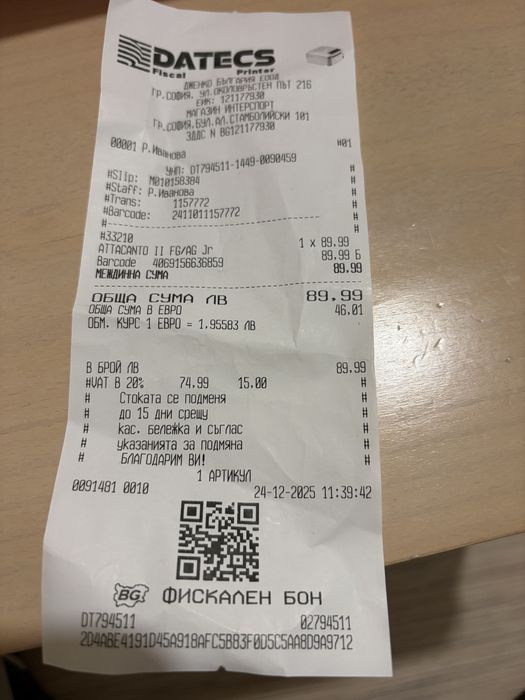 DATECS
Fiscal Printer
ДЖЕНКО БЪЛГАРИЯ ЕООД
ГР.СОФИЯ, УЛ.ОКОЛОВРЪСТЕН ПЪТ 216
ЕИК: 121177930
МАГАЗИН ИНТЕРСПОРТ
ГР.СОФИЯ,БУЛ.АЛ.СТАМБОЛИЙСКИ 101
ЗДДС N BG121177930
00001 Р.Иванова #01
УНП: DT794511-1449-0090459
#Slip: M010158384 #
#Staff: Р.Иванова #
#Trans: 1157772 #
#Barcode: 2411011157772 #
#------------------------------ #
#33210 1 x 89.99
ATTACANTO II FG/AG Jr 89.99 Б
Barcode 4069156636859
МЕЖДИННА СУМА 89.99
ОБЩА СУМА ЛВ 89.99
ОБЩА СУМА В ЕВРО 46.01
ОБМ. КУРС 1 ЕВРО = 1.95583 ЛВ
В БРОЙ ЛВ 89.99
#VAT В 20% 74.99 15.00 #
# Стоката се подменя #
# до 15 дни срещу #
# кас. бележка и съглас #
# указанията за подмяна #
# БЛАГОДАРИМ ВИ! #
1 АРТИКУЛ
0091481 0010 24-12-2025 11:39:42
BG ФИСКАЛЕН БОН
DT794511 02794511
2D4ABE4191D45A918AFC5B83F0D5C5AA8D9A9712